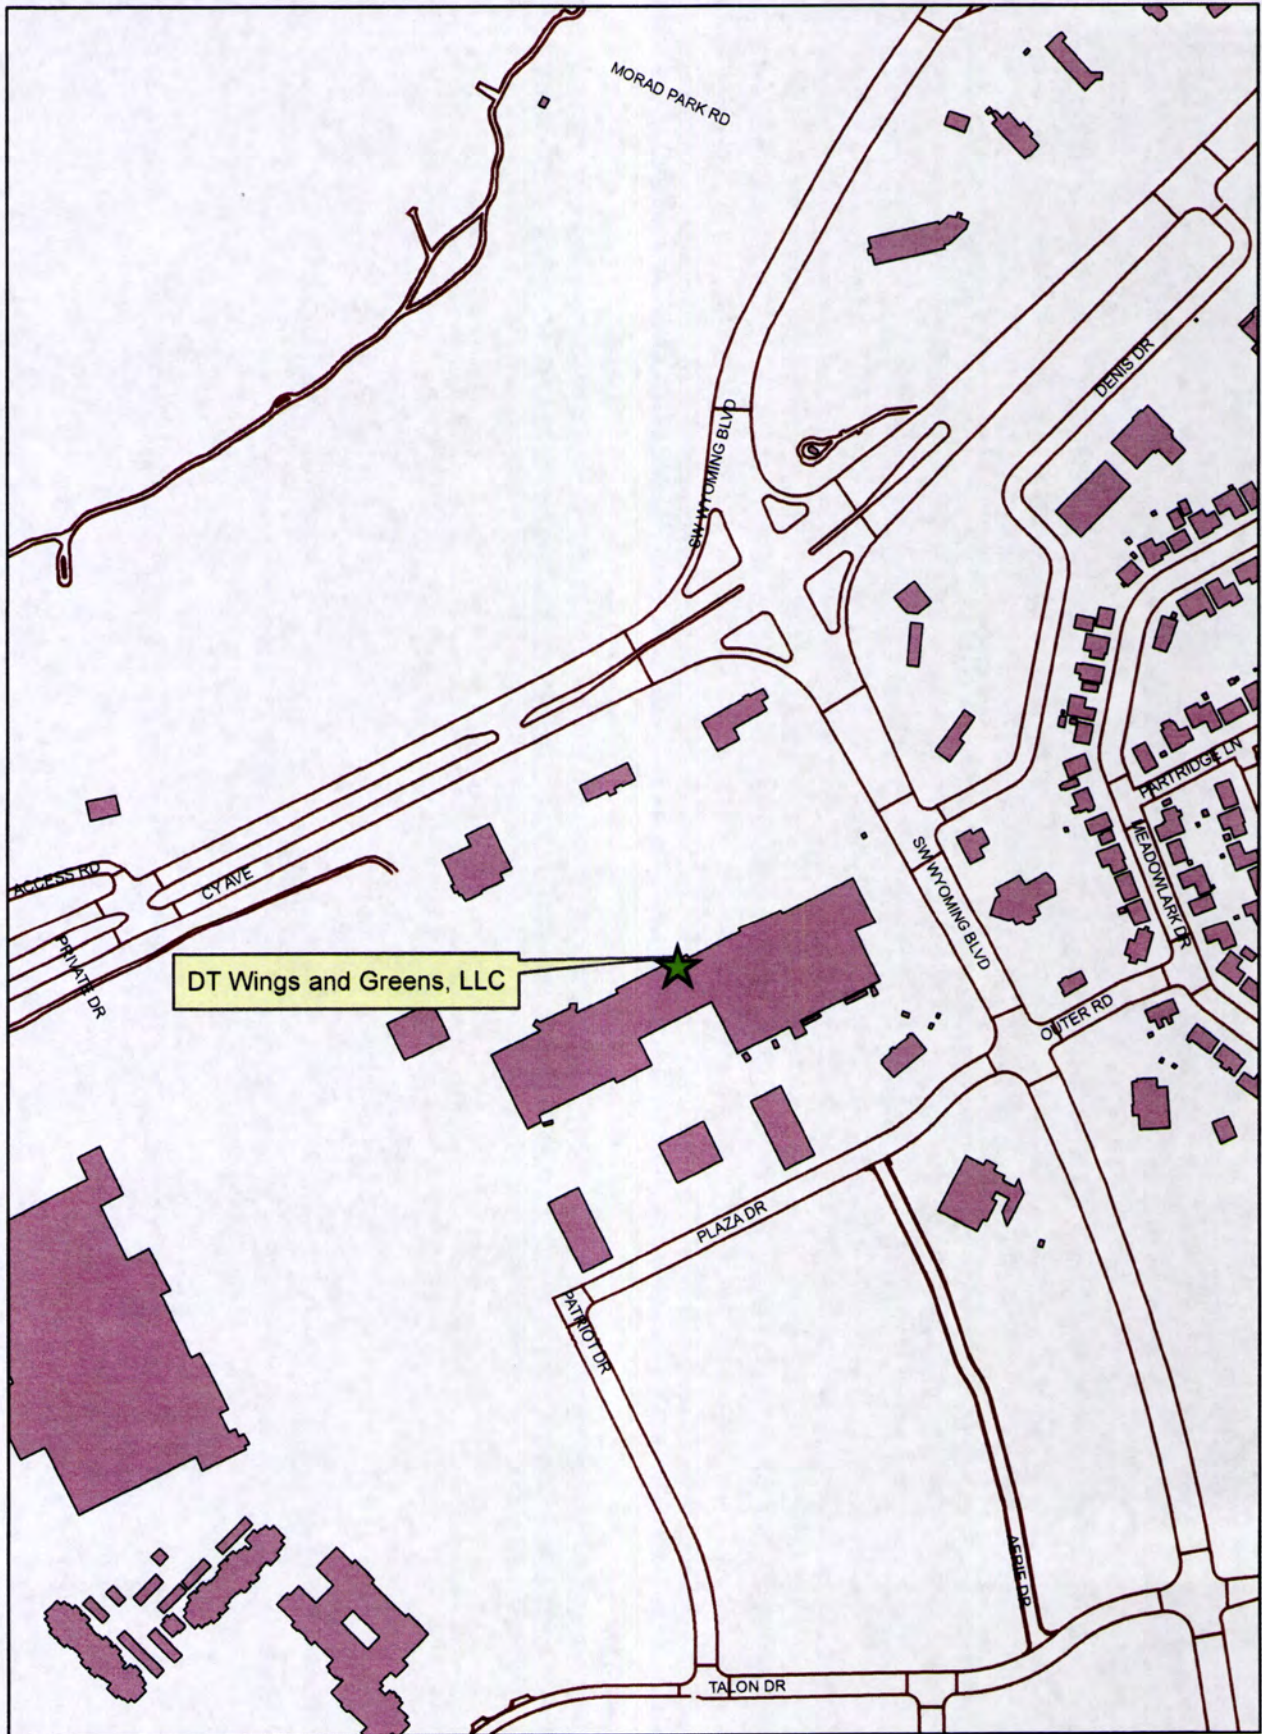 MORAD PARK RD
DENIS DR
SW WYOMING BLVD
PARTRIDGE LN
MEADOWLARK DR
SW WYOMING BLVD
ACCESS RD
CY AVE
PRIVATE DR
DT Wings and Greens, LLC
OUTER RD
PLAZA DR
PATRIOT DR
AERIE DR
TALON DR